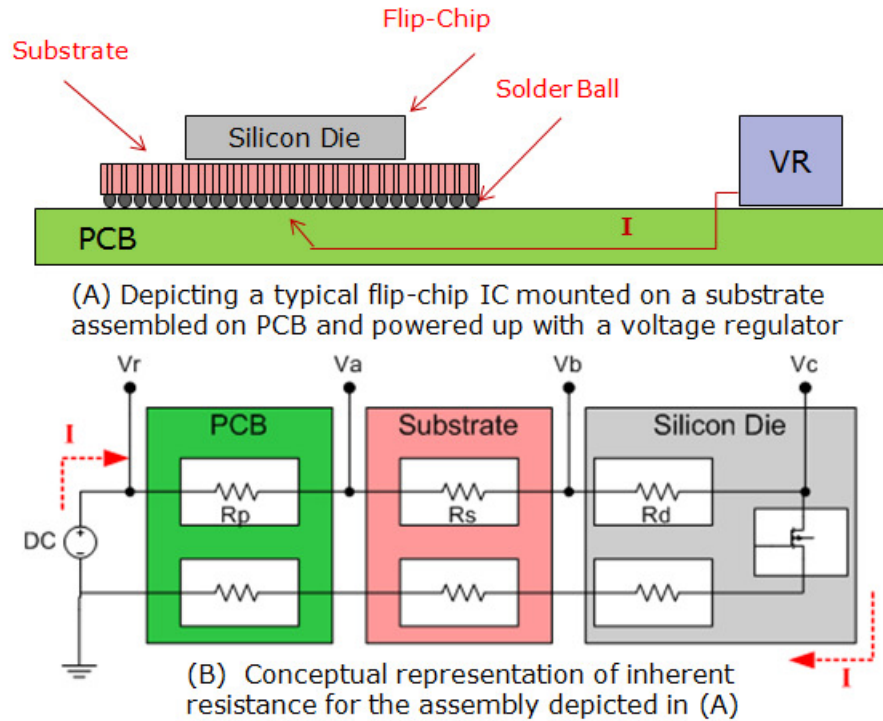 Flip-Chip
Substrate
Solder Ball
Silicon Die
VR
I
PCB
(A) Depicting a typical flip-chip IC mounted on a substrate
assembled on PCB and powered up with a voltage regulator
Vr Va Vb Vc
I PCB Substrate Silicon Die
Rp Rs Rd
DC
I
(B) Conceptual representation of inherent
resistance for the assembly depicted in (A)